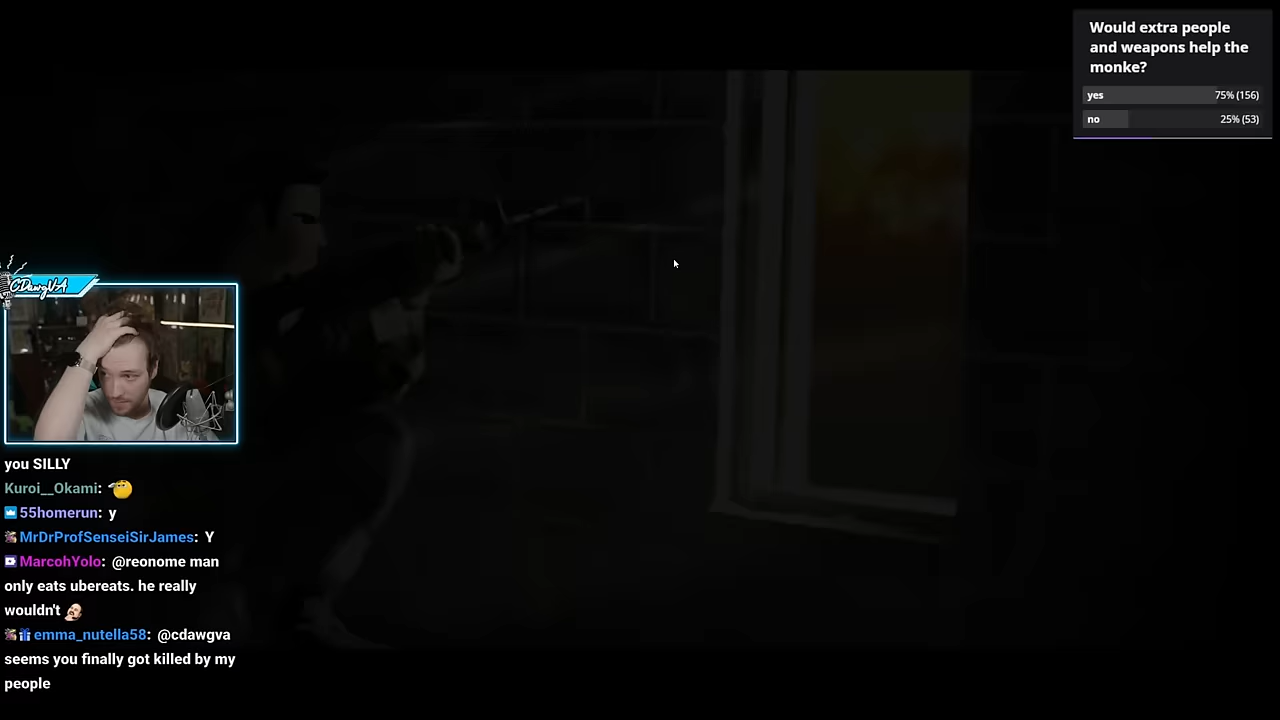 Would extra people
and weapons help the
monke?
yes 75% (156)
no 25% (53)
CDawgVA
you SILLY
Kuroi__Okami:
55homerun: y
MrDrProfSenseiSirJames: Y
MarcohYolo: @reonome man
only eats ubereats. he really
wouldn't
emma_nutella58: @cdawgva
seems you finally got killed by my
people